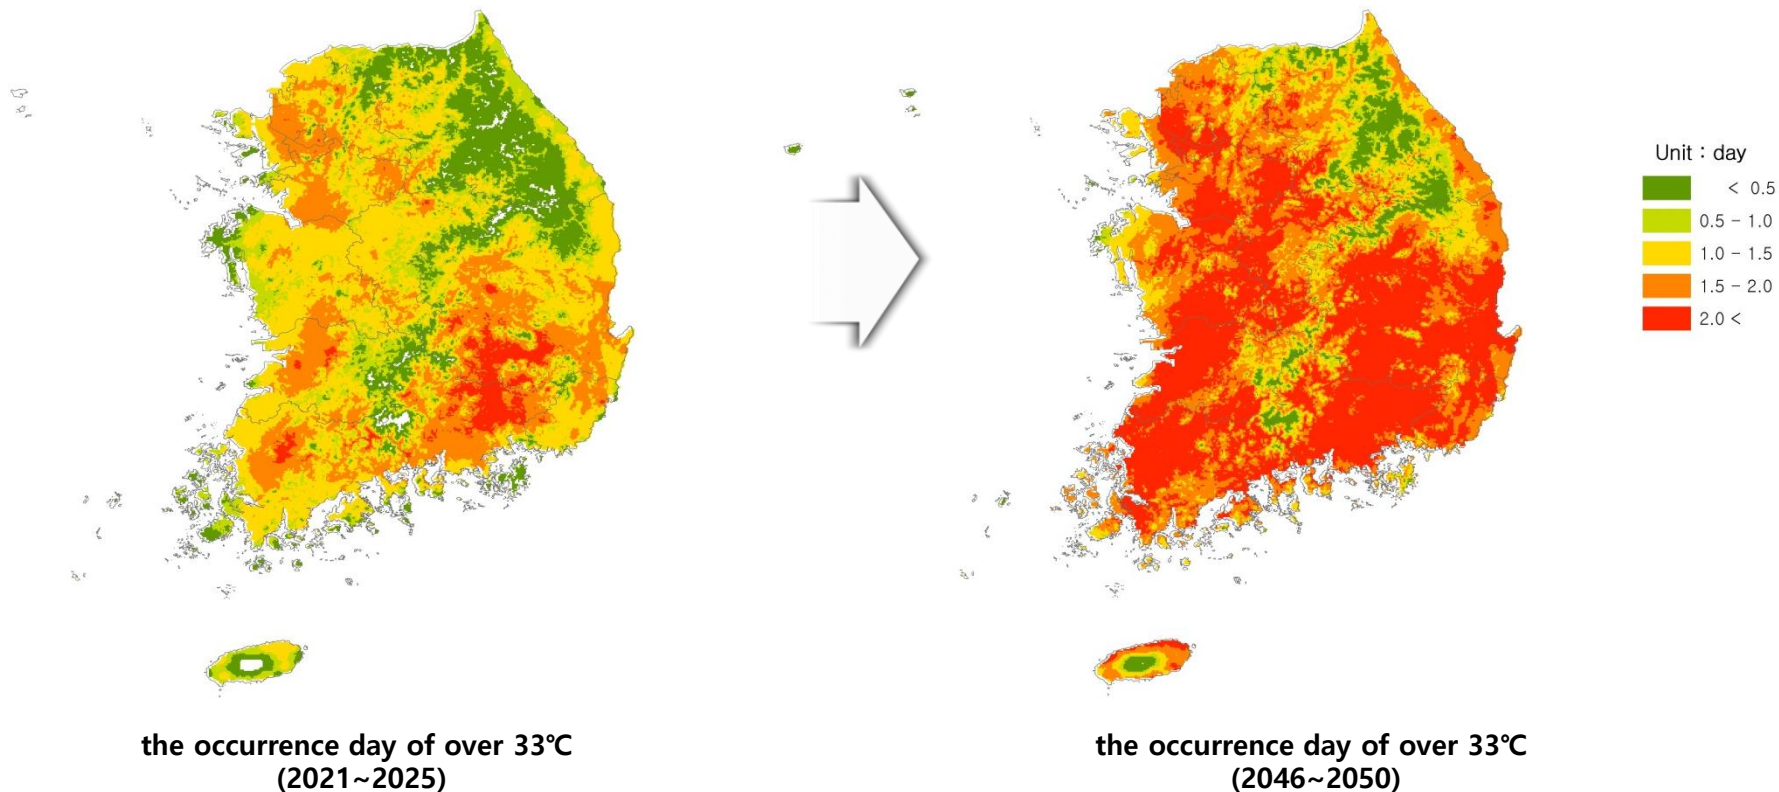 Unit : day
< 0.5
0.5 - 1.0
1.0 - 1.5
1.5 - 2.0
2.0 <
the occurrence day of over 33℃
(2021~2025)
the occurrence day of over 33℃
(2046~2050)